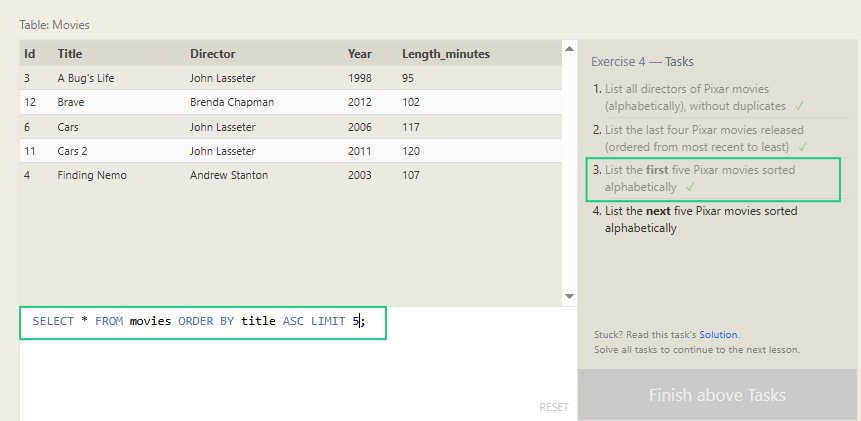 Table: Movies
Id Title Director Year Length_minutes
3 A Bug's Life John Lasseter 1998 95
12 Brave Brenda Chapman 2012 102
6 Cars John Lasseter 2006 117
11 Cars 2 John Lasseter 2011 120
4 Finding Nemo Andrew Stanton 2003 107
SELECT * FROM movies ORDER BY title ASC LIMIT 5;
RESET
Exercise 4 — Tasks
1. List all directors of Pixar movies
(alphabetically), without duplicates ✓
2. List the last four Pixar movies released
(ordered from most recent to least) ✓
3. List the first five Pixar movies sorted
alphabetically ✓
4. List the next five Pixar movies sorted
alphabetically
Stuck? Read this task's Solution.
Solve all tasks to continue to the next lesson.
Finish above Tasks